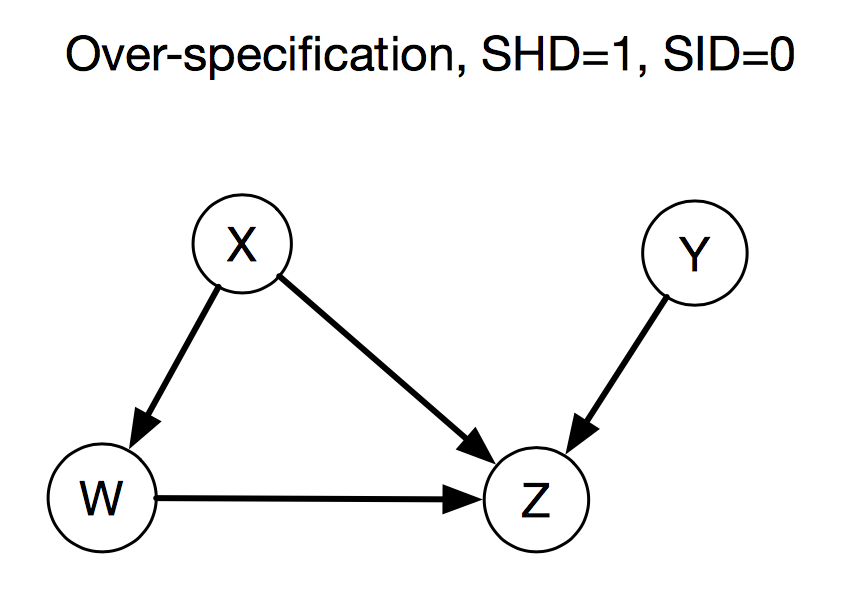 Over-specification, SHD=1, SID=0
X
Y
W
Z